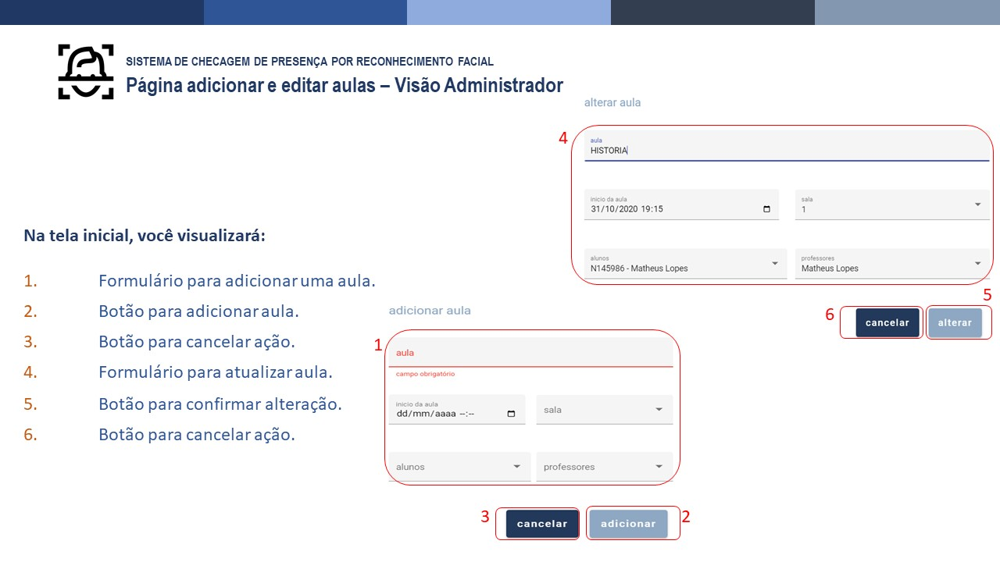 SISTEMA DE CHECAGEM DE PRESENÇA POR RECONHECIMENTO FACIAL
Página adicionar e editar aulas – Visão Administrador
alterar aula
4
aula
HISTORIA
inicio da aula
31/10/2020 19:15
sala
1
alunos
N145986 - Matheus Lopes
professores
Matheus Lopes
5
6
cancelar
alterar
Na tela inicial, você visualizará:
1. Formulário para adicionar uma aula.
2. Botão para adicionar aula.
3. Botão para cancelar ação.
4. Formulário para atualizar aula.
5. Botão para confirmar alteração.
6. Botão para cancelar ação.
adicionar aula
1
aula
campo obrigatório
inicio da aula
dd/mm/aaaa --:--
sala
alunos
professores
3
cancelar
adicionar
2